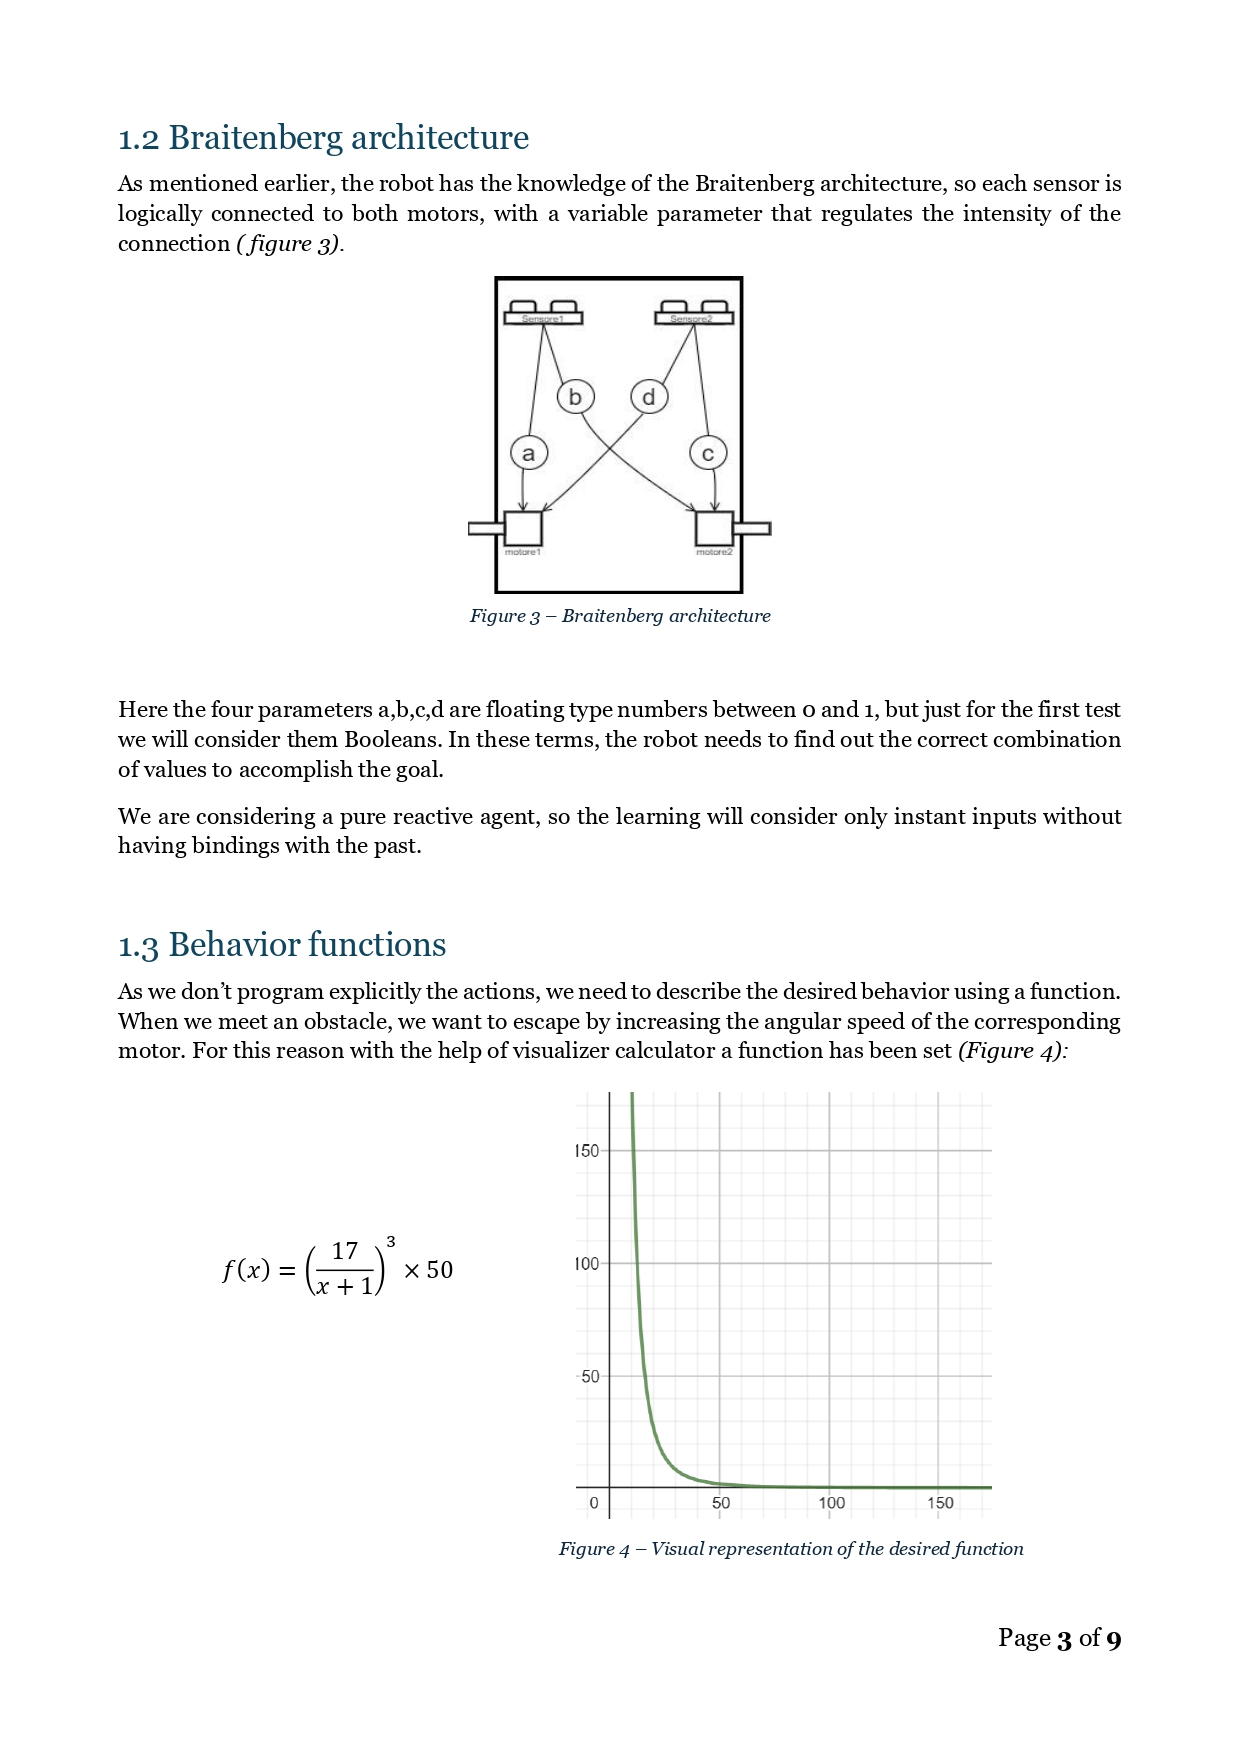 1.2 Braitenberg architecture
As mentioned earlier, the robot has the knowledge of the Braitenberg architecture, so each sensor is
logically connected to both motors, with a variable parameter that regulates the intensity of the
connection (figure 3).
Sensore1 Sensore2
b d
a c
motore1 motore2
Figure 3 – Braitenberg architecture
Here the four parameters a,b,c,d are floating type numbers between 0 and 1, but just for the first test
we will consider them Booleans. In these terms, the robot needs to find out the correct combination
of values to accomplish the goal.
We are considering a pure reactive agent, so the learning will consider only instant inputs without
having bindings with the past.
1.3 Behavior functions
As we don’t program explicitly the actions, we need to describe the desired behavior using a function.
When we meet an obstacle, we want to escape by increasing the angular speed of the corresponding
motor. For this reason with the help of visualizer calculator a function has been set (Figure 4):
f(x) = (17/(x + 1))³ × 50
150
100
50
0 50 100 150
Figure 4 – Visual representation of the desired function
Page 3 of 9